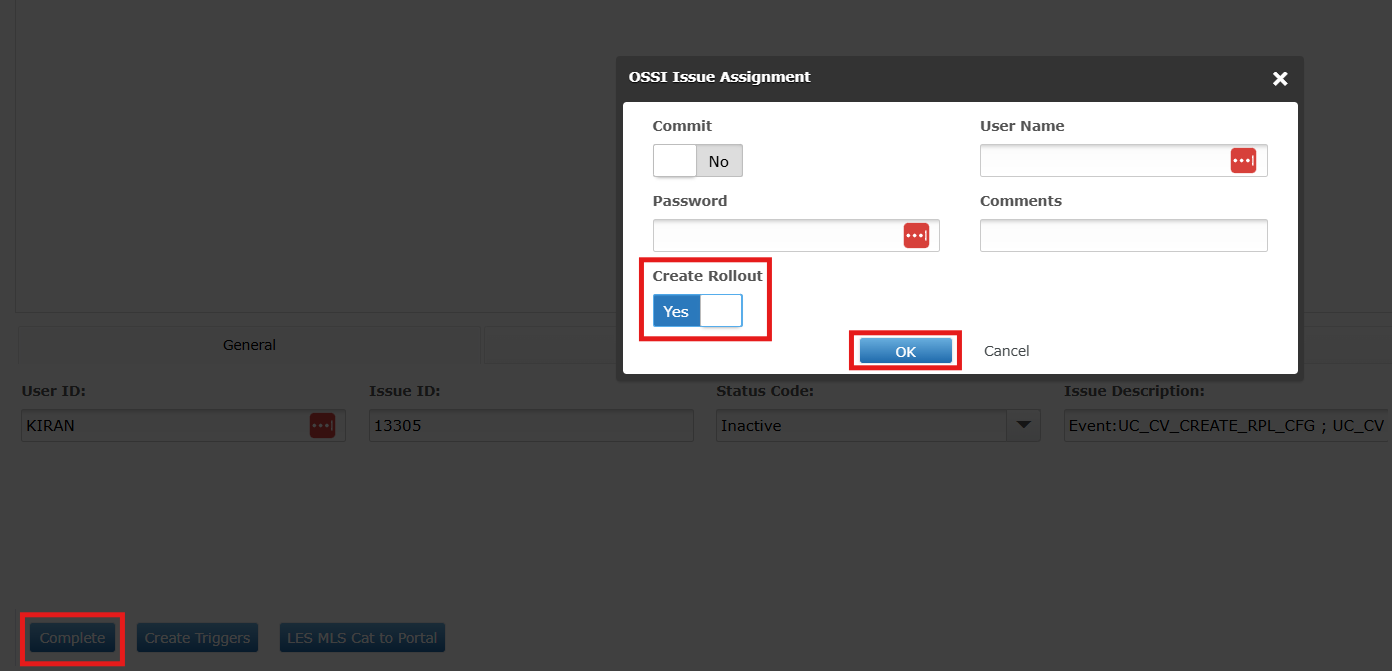 OSSI Issue Assignment
Commit User Name
No
Password Comments
Create Rollout
Yes
OK Cancel
General
User ID: Issue ID: Status Code: Issue Description:
KIRAN 13305 Inactive Event:UC_CV_CREATE_RPL_CFG ; UC_CV
Complete Create Triggers LES MLS Cat to Portal